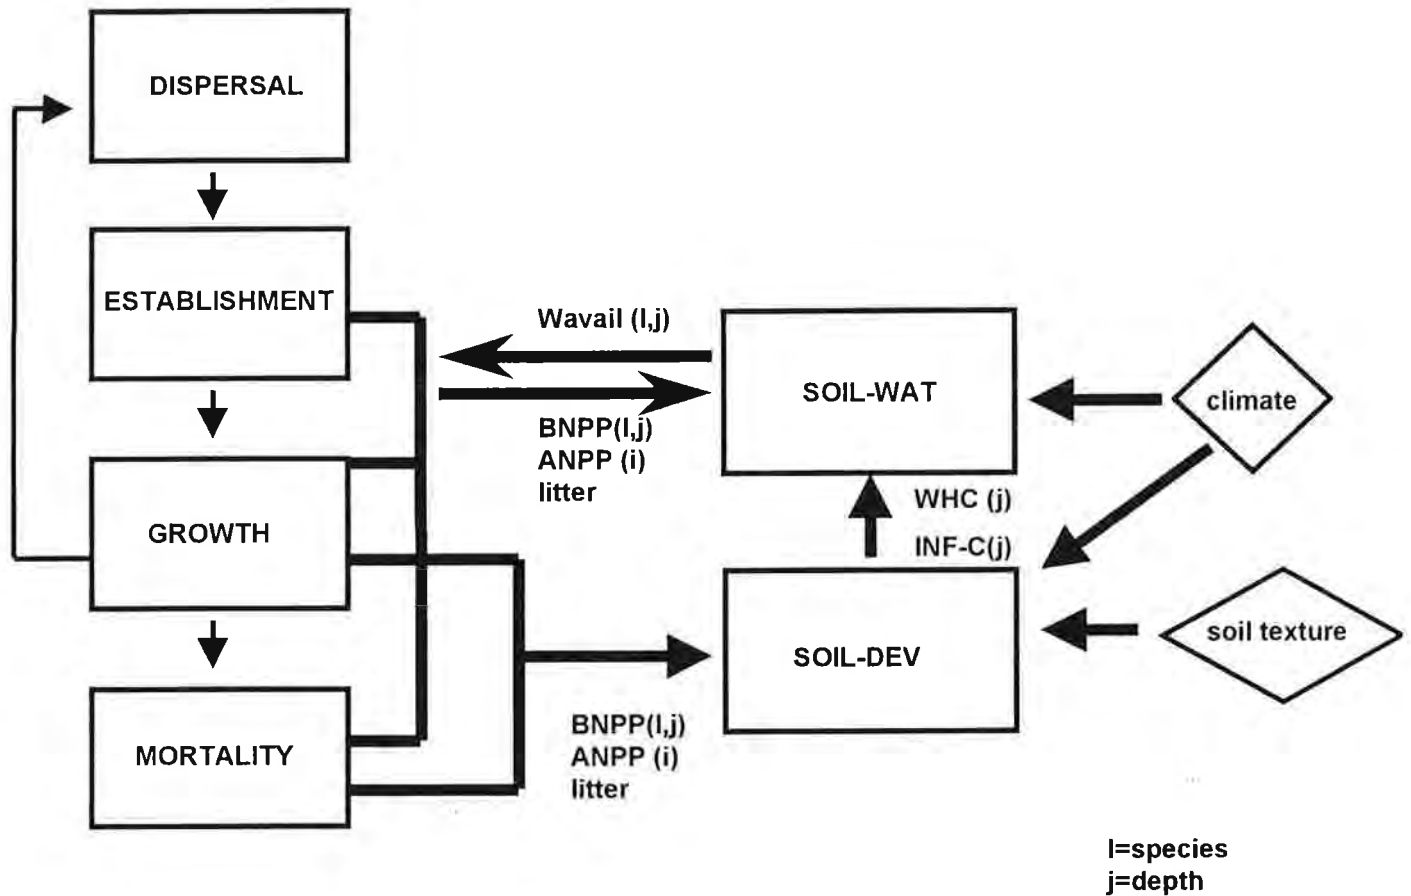 DISPERSAL
ESTABLISHMENT
GROWTH
MORTALITY
Wavail (I,j)
BNPP(I,j)
ANPP (i)
litter
SOIL-WAT
climate
WHC (j)
INF-C(j)
SOIL-DEV
soil texture
BNPP(I,j)
ANPP (i)
litter
I=species
j=depth